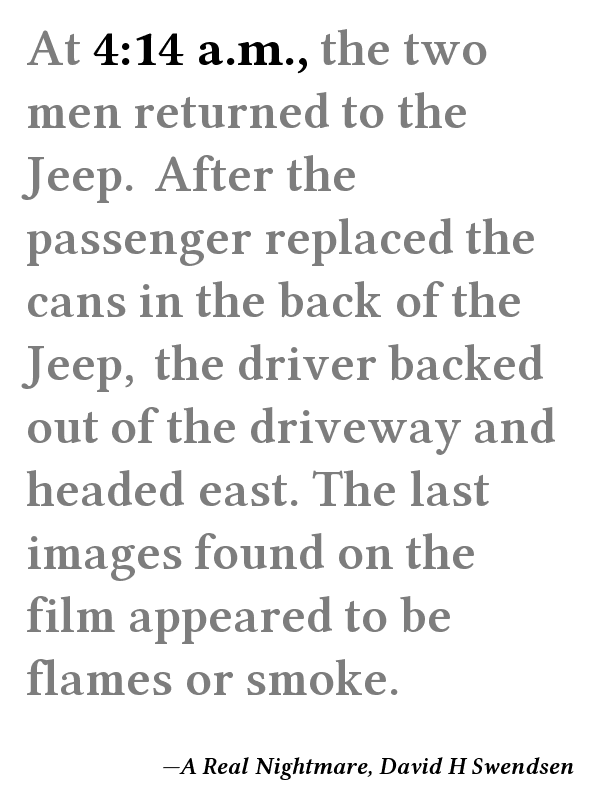 At 4:14 a.m., the two
men returned to the
Jeep. After the
passenger replaced the
cans in the back of the
Jeep, the driver backed
out of the driveway and
headed east. The last
images found on the
film appeared to be
flames or smoke.
—A Real Nightmare, David H Swendsen